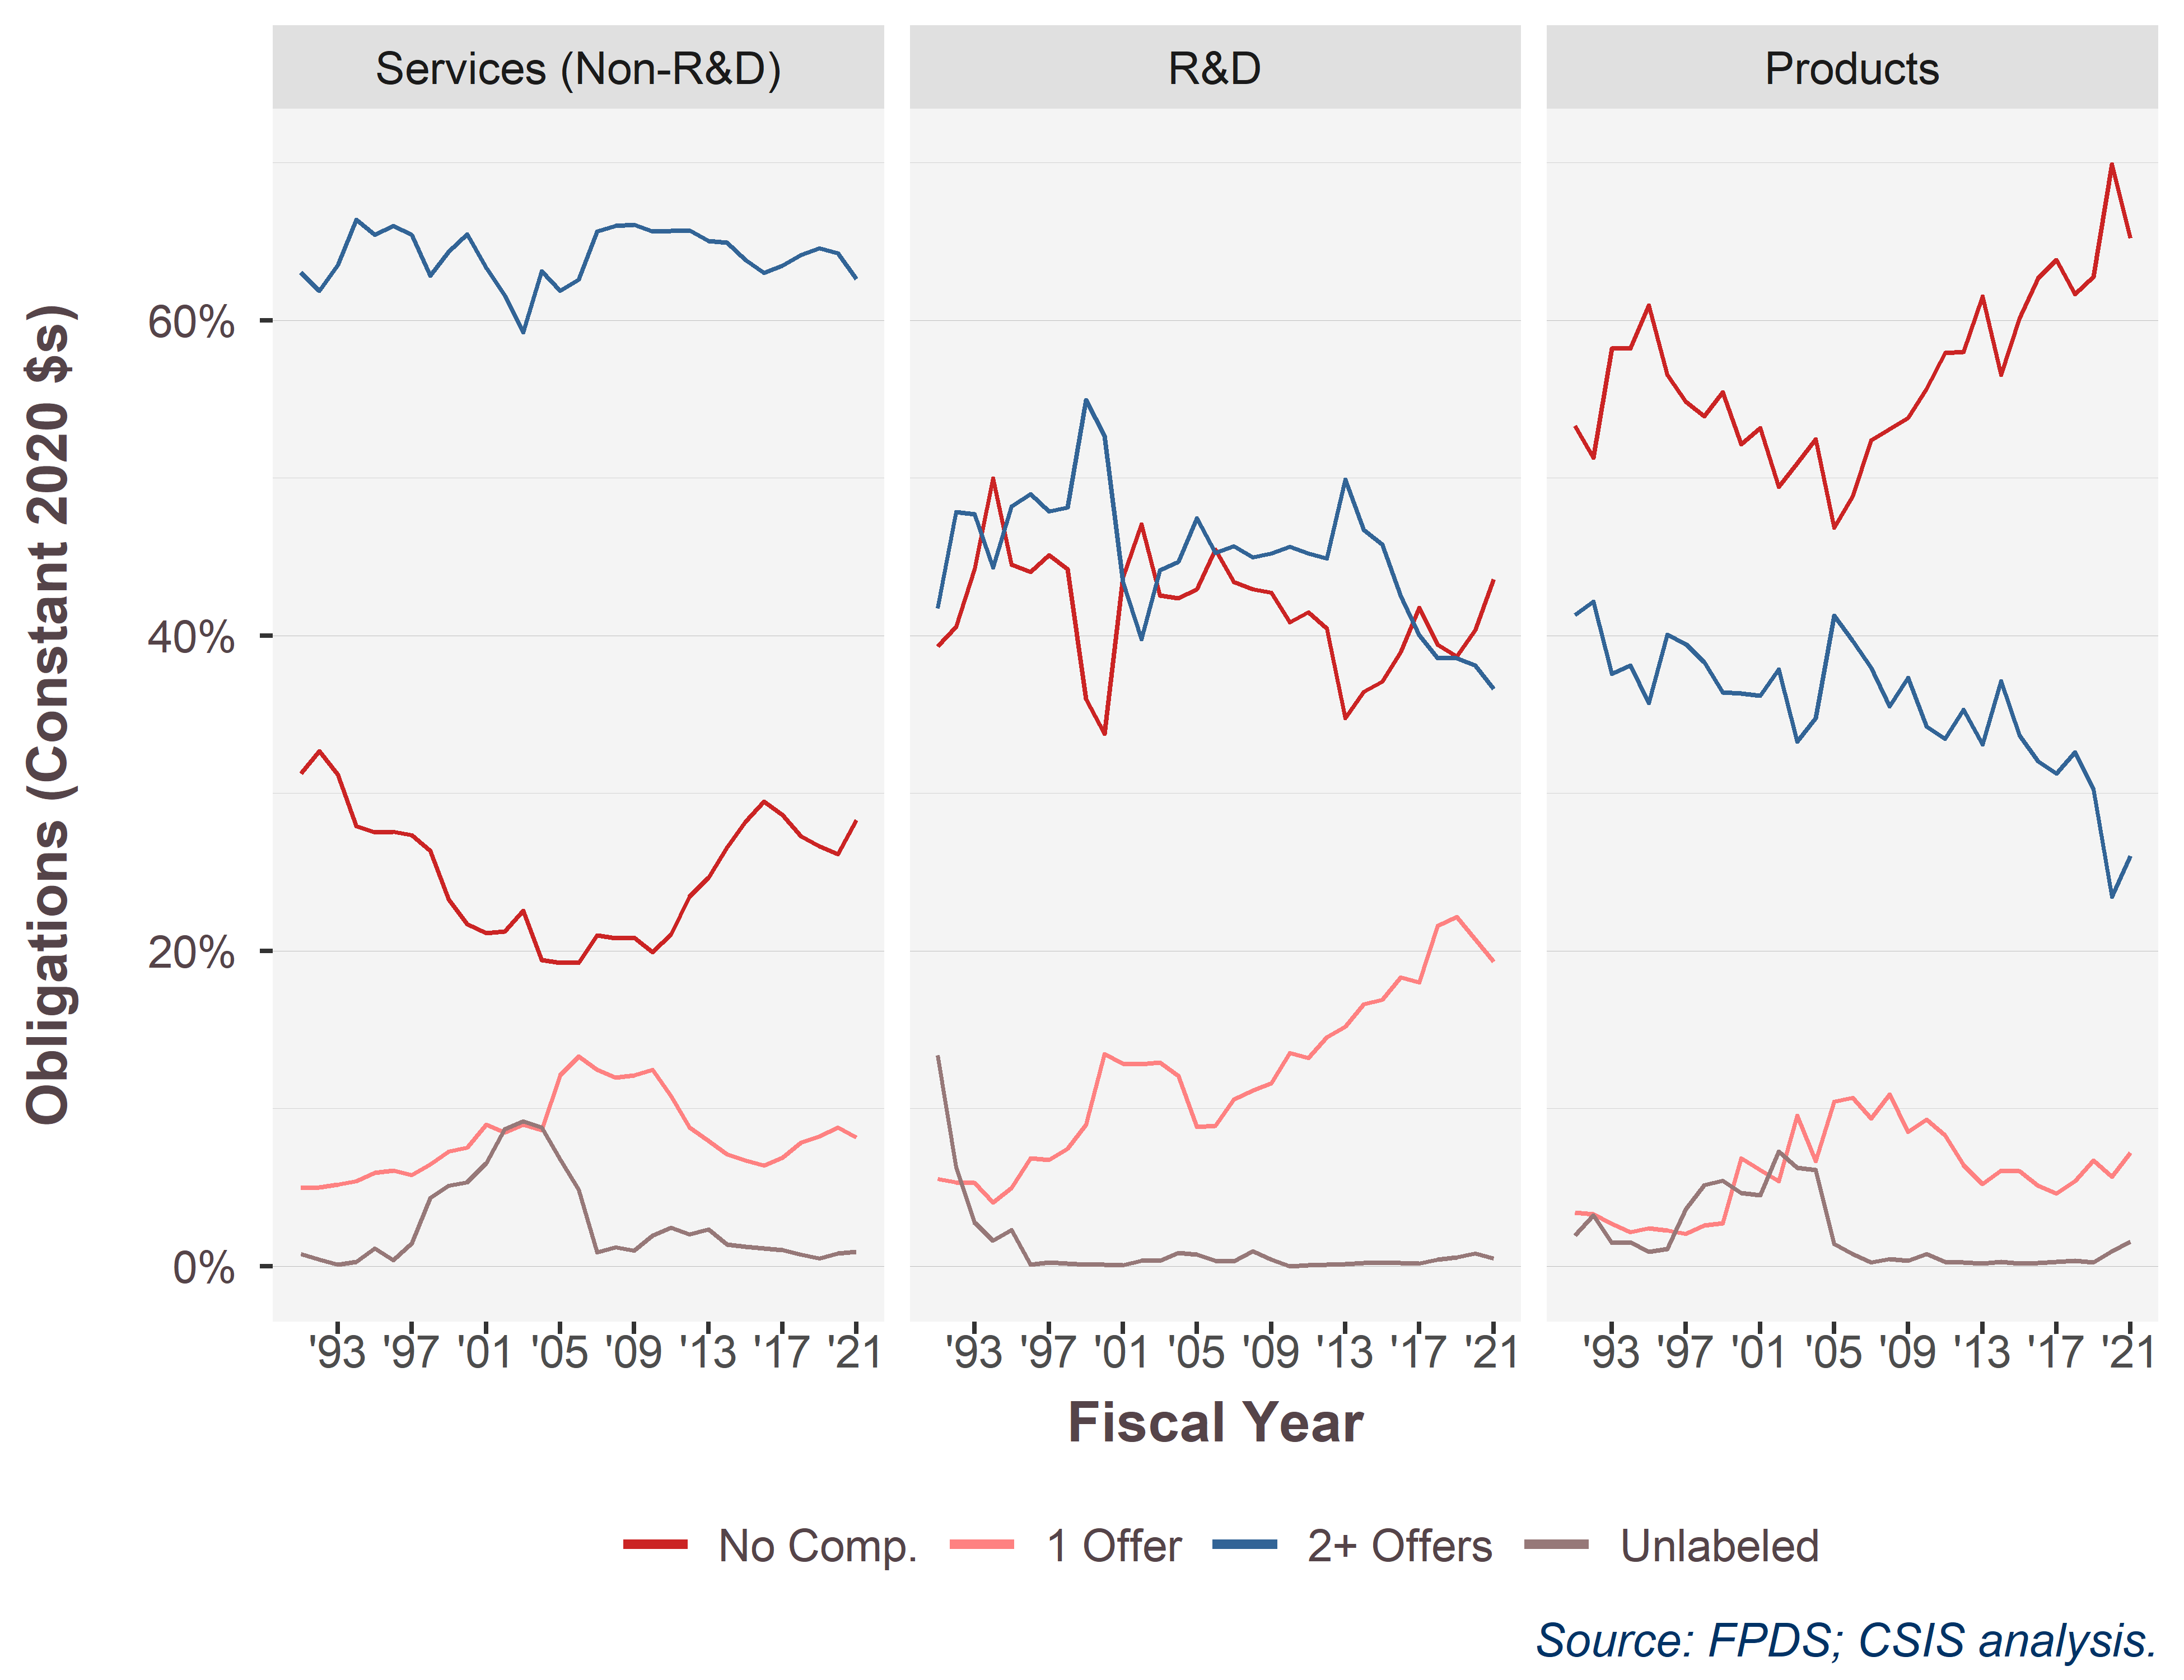 Services (Non-R&D) R&D Products
Obligations (Constant 2020 $s)
60%
40%
20%
0%
'93 '97 '01 '05 '09 '13 '17 '21 '93 '97 '01 '05 '09 '13 '17 '21 '93 '97 '01 '05 '09 '13 '17 '21
Fiscal Year
No Comp. 1 Offer 2+ Offers Unlabeled
Source: FPDS; CSIS analysis.